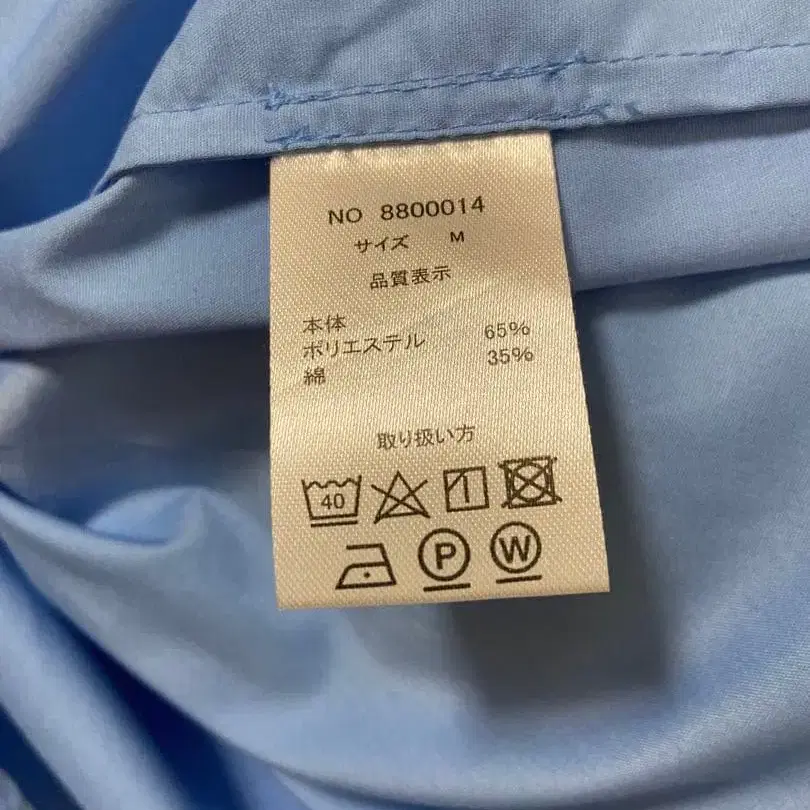 NO 8800014
サイズ M
品質表示
本体
ポリエステル 65%
綿 35%
取り扱い方
40
P W